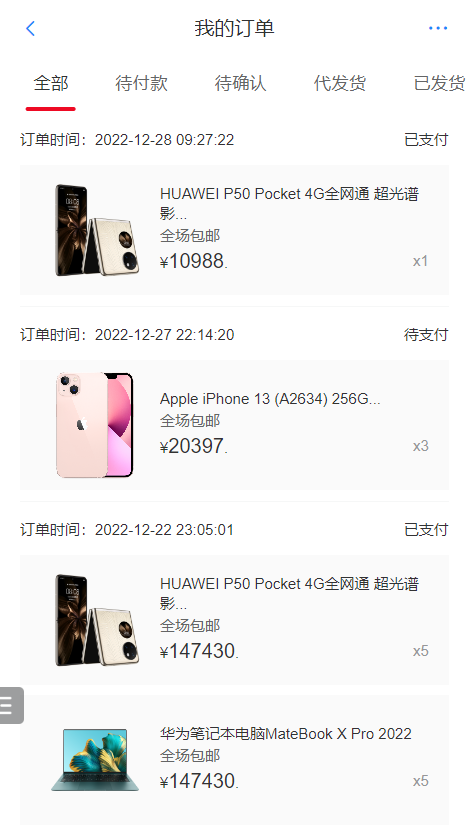 我的订单
全部 待付款 待确认 代发货 已发货
订单时间：2022-12-28 09:27:22 已支付
HUAWEI P50 Pocket 4G全网通 超光谱
影...
全场包邮
¥10988. x1
订单时间：2022-12-27 22:14:20 待支付
Apple iPhone 13 (A2634) 256G...
全场包邮
¥20397. x3
订单时间：2022-12-22 23:05:01 已支付
HUAWEI P50 Pocket 4G全网通 超光谱
影...
全场包邮
¥147430. x5
华为笔记本电脑MateBook X Pro 2022
全场包邮
¥147430. x5